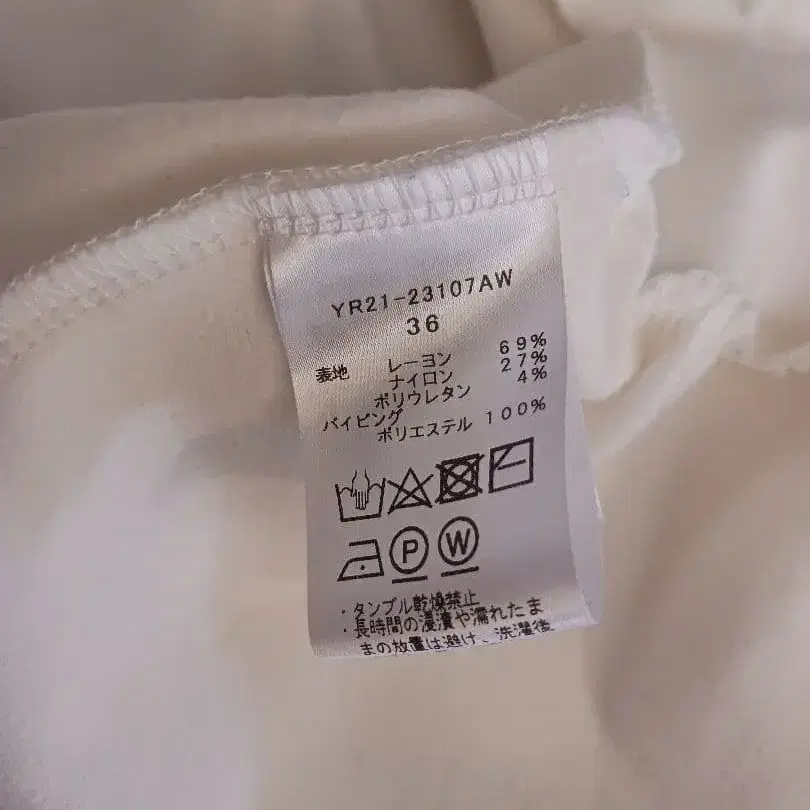 YR21-23107AW
36
表地 レーヨン 69%
ナイロン 27%
ポリウレタン 4%
パイピング
ポリエステル 100%
P W
・タンブル乾燥禁止
・長時間の浸漬や濡れたま
まの放置は避け、洗濯後